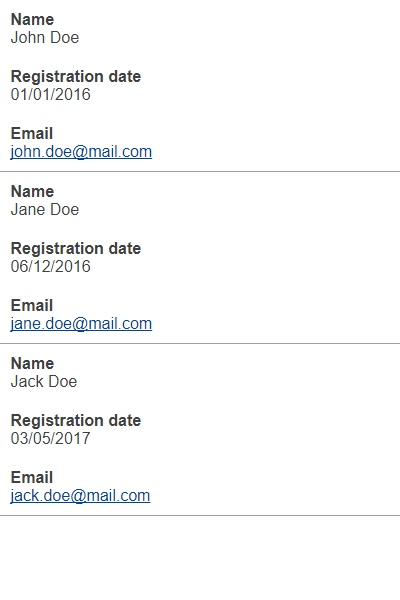 Name
John Doe
Registration date
01/01/2016
Email
john.doe@mail.com
Name
Jane Doe
Registration date
06/12/2016
Email
jane.doe@mail.com
Name
Jack Doe
Registration date
03/05/2017
Email
jack.doe@mail.com